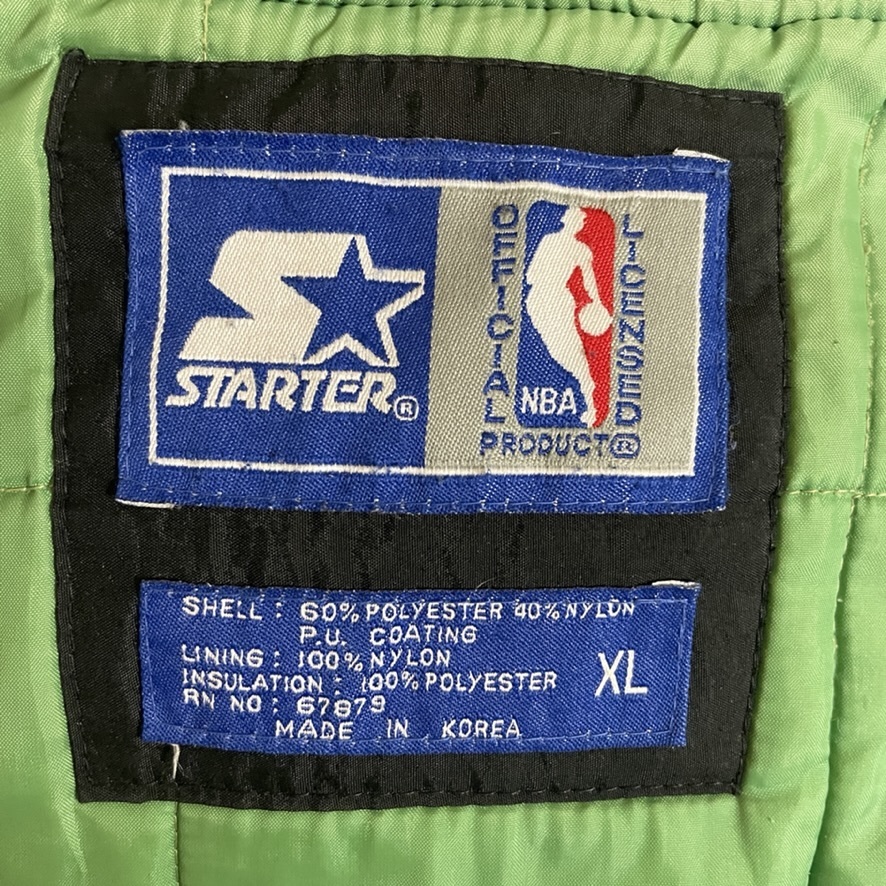 STARTER®
OFFICIAL
LICENSED
NBA
PRODUCT®
SHELL : 60% POLYESTER 40% NYLON
P.U. COATING
LINING : 100% NYLON
INSULATION : 100% POLYESTER
RN NO : 67879
MADE IN KOREA
XL